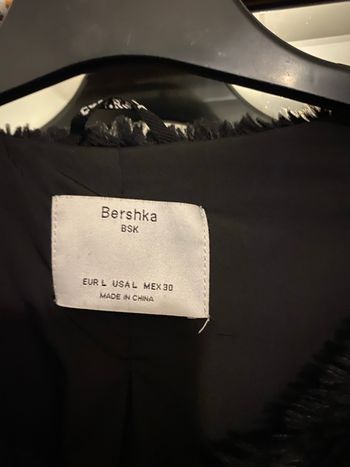 Bershka
BSK
EUR L USA L MEX 30
MADE IN CHINA